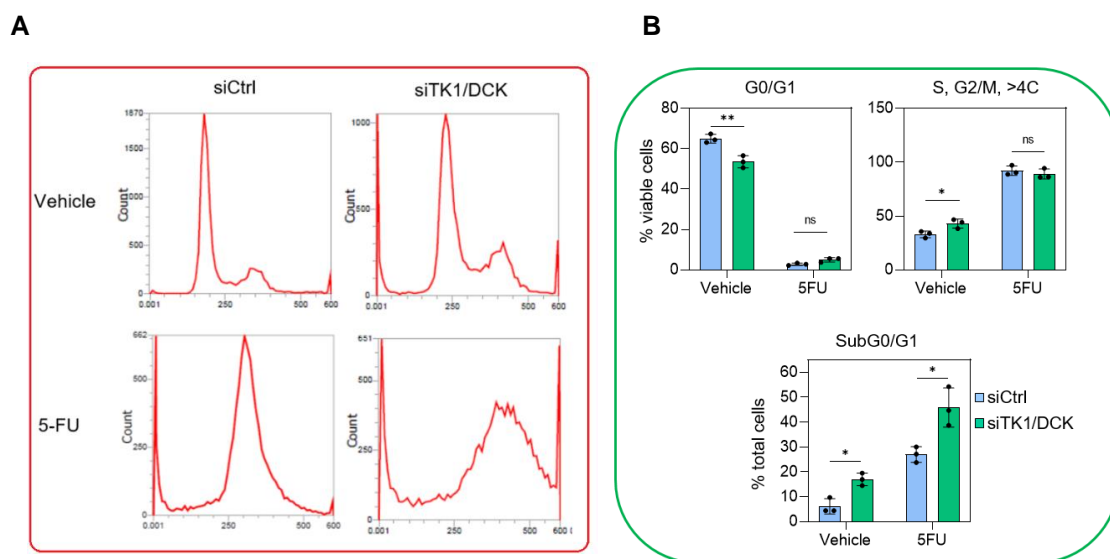 A
siCtrl
siTK1/DCK
Vehicle
Count
1870
1500
1000
500
0
0.001
250
600
Count
1000
500
0
0.001
250
600
5-FU
Count
662
500
250
0
0.001
250
600
Count
651
500
250
0
0.001
250
600
B
G0/G1
% viable cells
80
60
40
20
0
**
ns
Vehicle
5FU
S, G2/M, >4C
150
100
50
0
*
ns
Vehicle
5FU
SubG0/G1
% total cells
60
50
40
30
20
10
0
*
*
Vehicle
5FU
siCtrl
siTK1/DCK